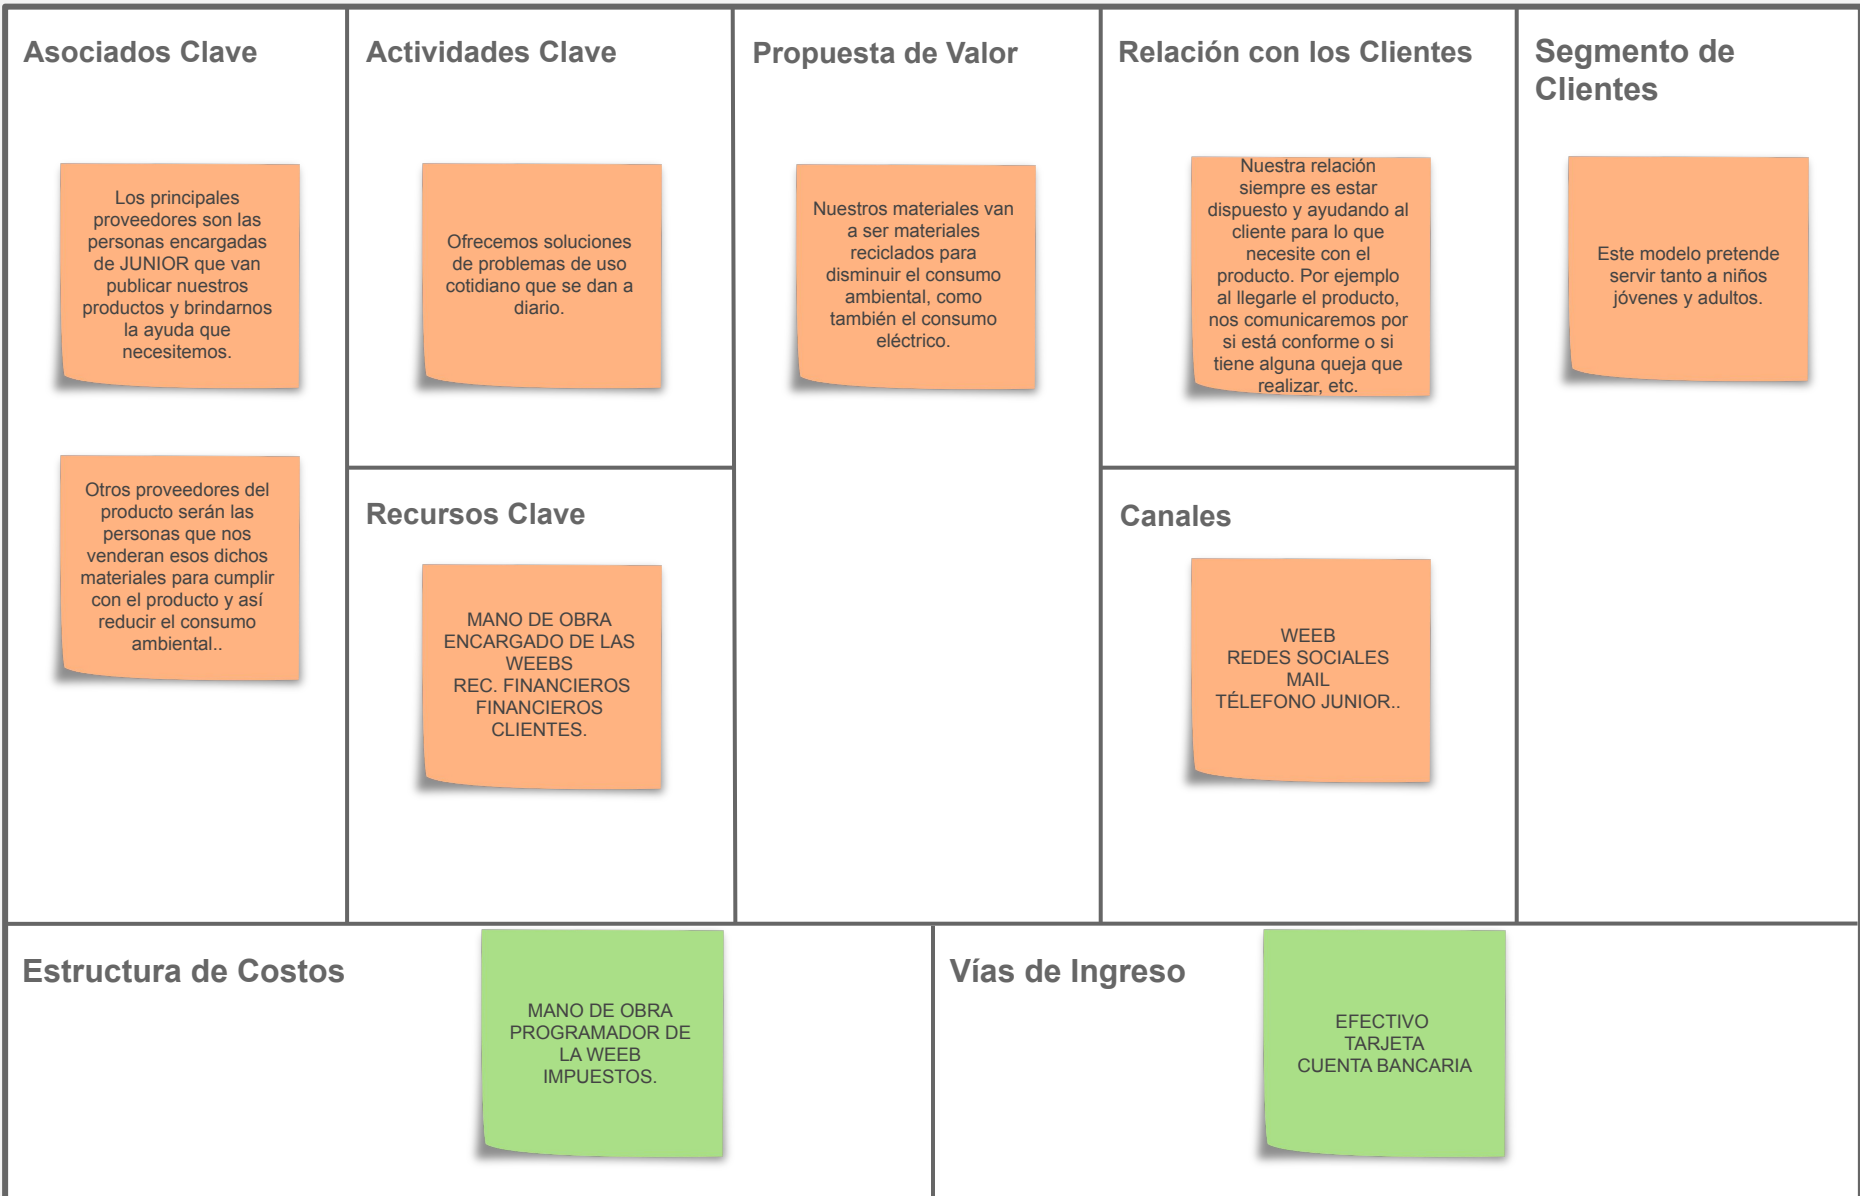 Asociados Clave
Los principales
proveedores son las
personas encargadas
de JUNIOR que van
publicar nuestros
productos y brindarnos
la ayuda que
necesitemos.
Otros proveedores del
producto serán las
personas que nos
venderan esos dichos
materiales para cumplir
con el producto y así
reducir el consumo
ambiental..
Actividades Clave
Ofrecemos soluciones
de problemas de uso
cotidiano que se dan a
diario.
Recursos Clave
MANO DE OBRA
ENCARGADO DE LAS
WEEBS
REC. FINANCIEROS
FINANCIEROS
CLIENTES.
Propuesta de Valor
Nuestros materiales van
a ser materiales
reciclados para
disminuir el consumo
ambiental, como
también el consumo
eléctrico.
Relación con los Clientes
Nuestra relación
siempre es estar
dispuesto y ayudando al
cliente para lo que
necesite con el
producto. Por ejemplo
al llegarle el producto,
nos comunicaremos por
si está conforme o si
tiene alguna queja que
realizar, etc.
Canales
WEEB
REDES SOCIALES
MAIL
TÉLEFONO JUNIOR..
Segmento de
Clientes
Este modelo pretende
servir tanto a niños
jóvenes y adultos.
Estructura de Costos
MANO DE OBRA
PROGRAMADOR DE
LA WEEB
IMPUESTOS.
Vías de Ingreso
EFECTIVO
TARJETA
CUENTA BANCARIA